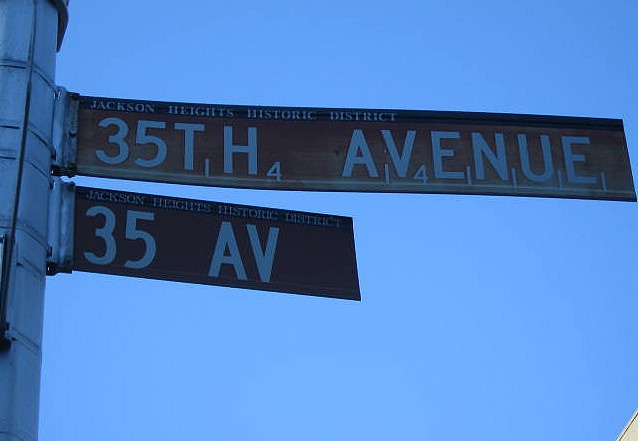 JACKSON HEIGHTS HISTORIC DISTRICT
35TH AVENUE
JACKSON HEIGHTS HISTORIC DISTRICT
35 AV